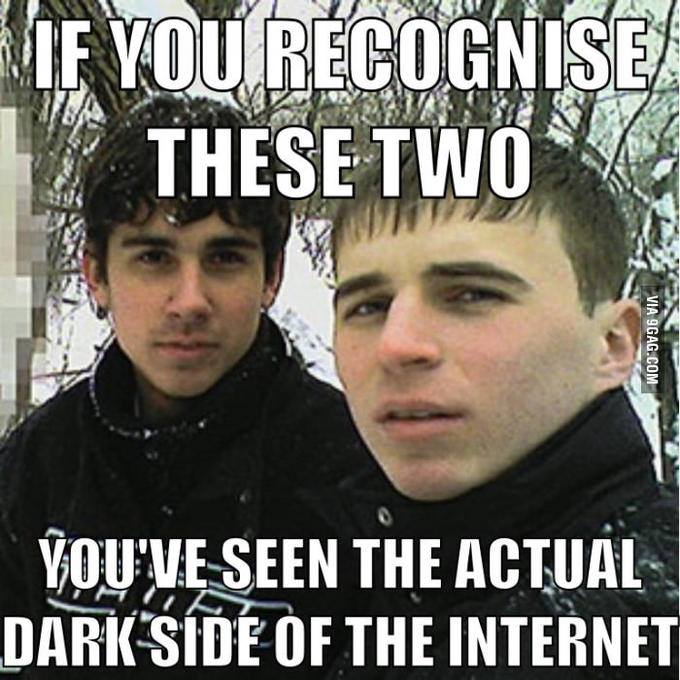 IF YOU RECOGNISE
THESE TWO
VIA 9GAG.COM
YOU'VE SEEN THE ACTUAL
DARK SIDE OF THE INTERNET